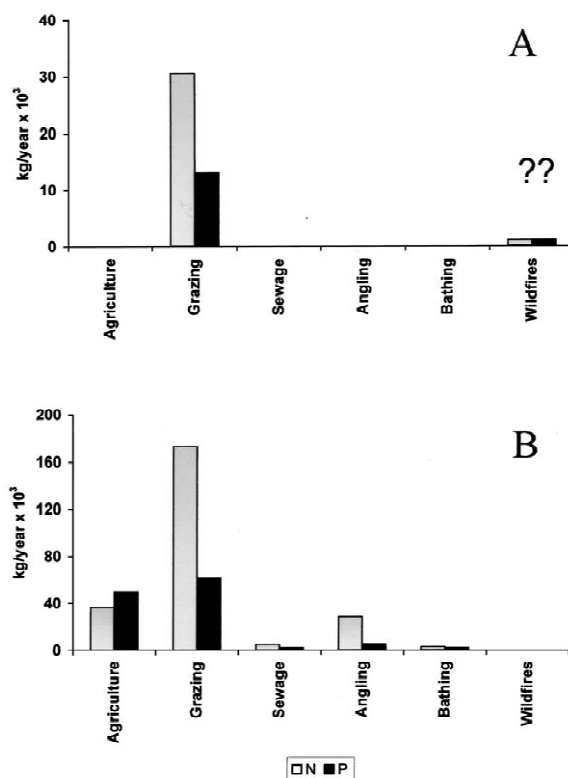 A
40
30
20
10
0
kg/year x 10³
??
Agriculture
Grazing
Sewage
Angling
Bathing
Wildfires
B
200
160
120
80
40
0
kg/year x 10³
Agriculture
Grazing
Sewage
Angling
Bathing
Wildfires
N P